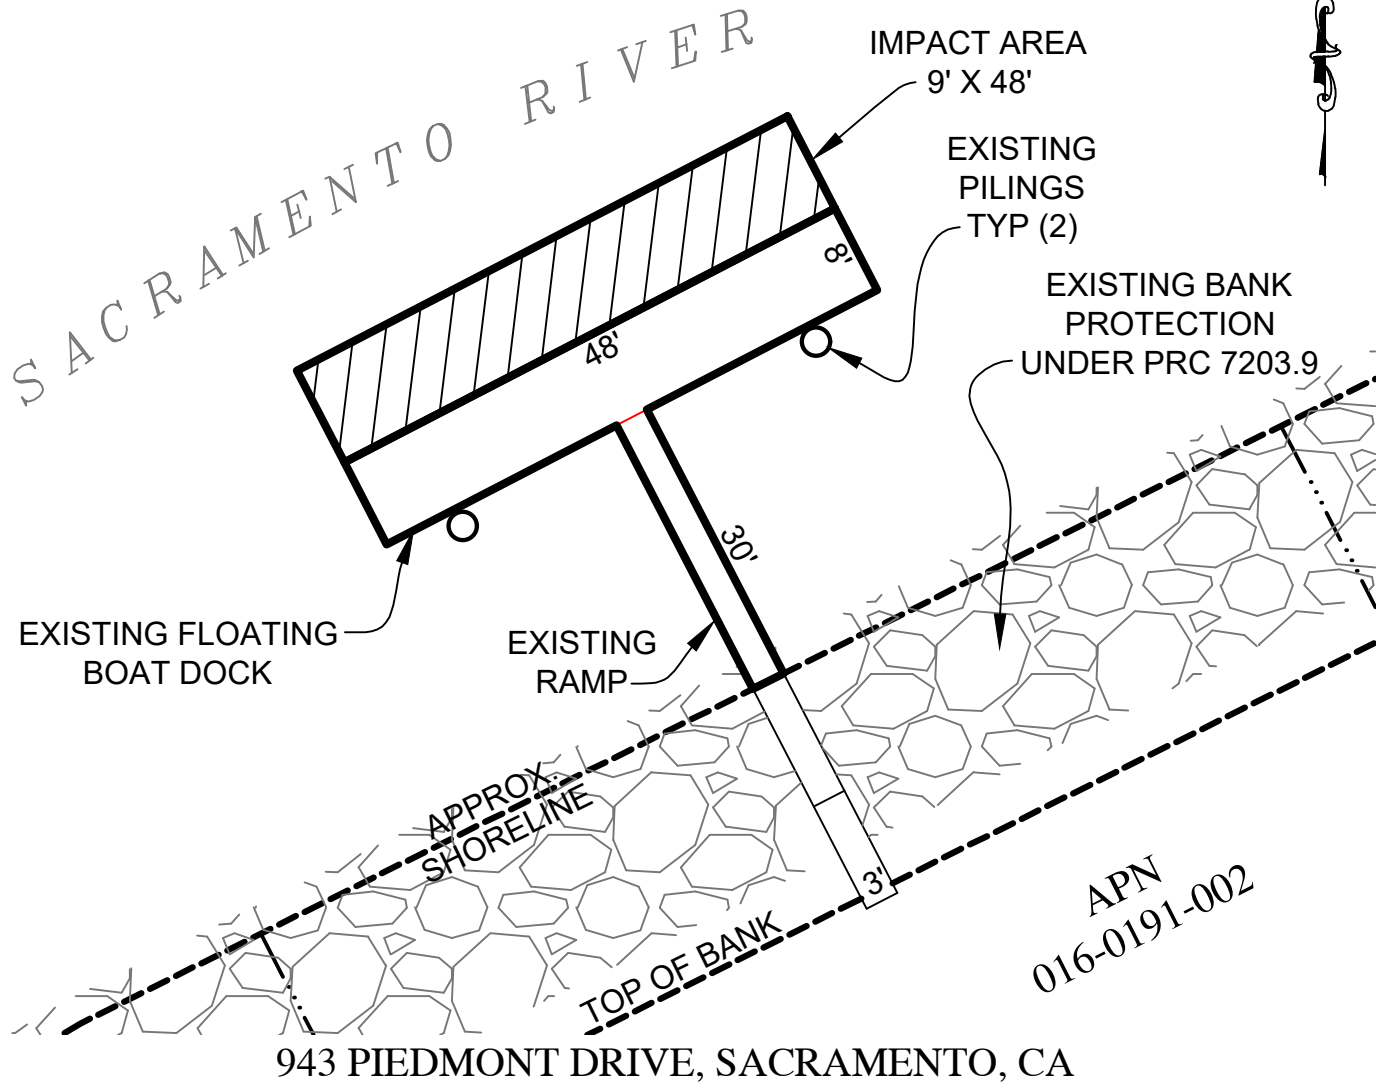 SACRAMENTO RIVER
IMPACT AREA
9' X 48'
EXISTING
PILINGS
TYP (2)
8'
EXISTING BANK
PROTECTION
UNDER PRC 7203.9
48'
30'
EXISTING FLOATING
BOAT DOCK
EXISTING
RAMP
APPROX.
SHORELINE
3'
TOP OF BANK
APN
016-0191-002
943 PIEDMONT DRIVE, SACRAMENTO, CA